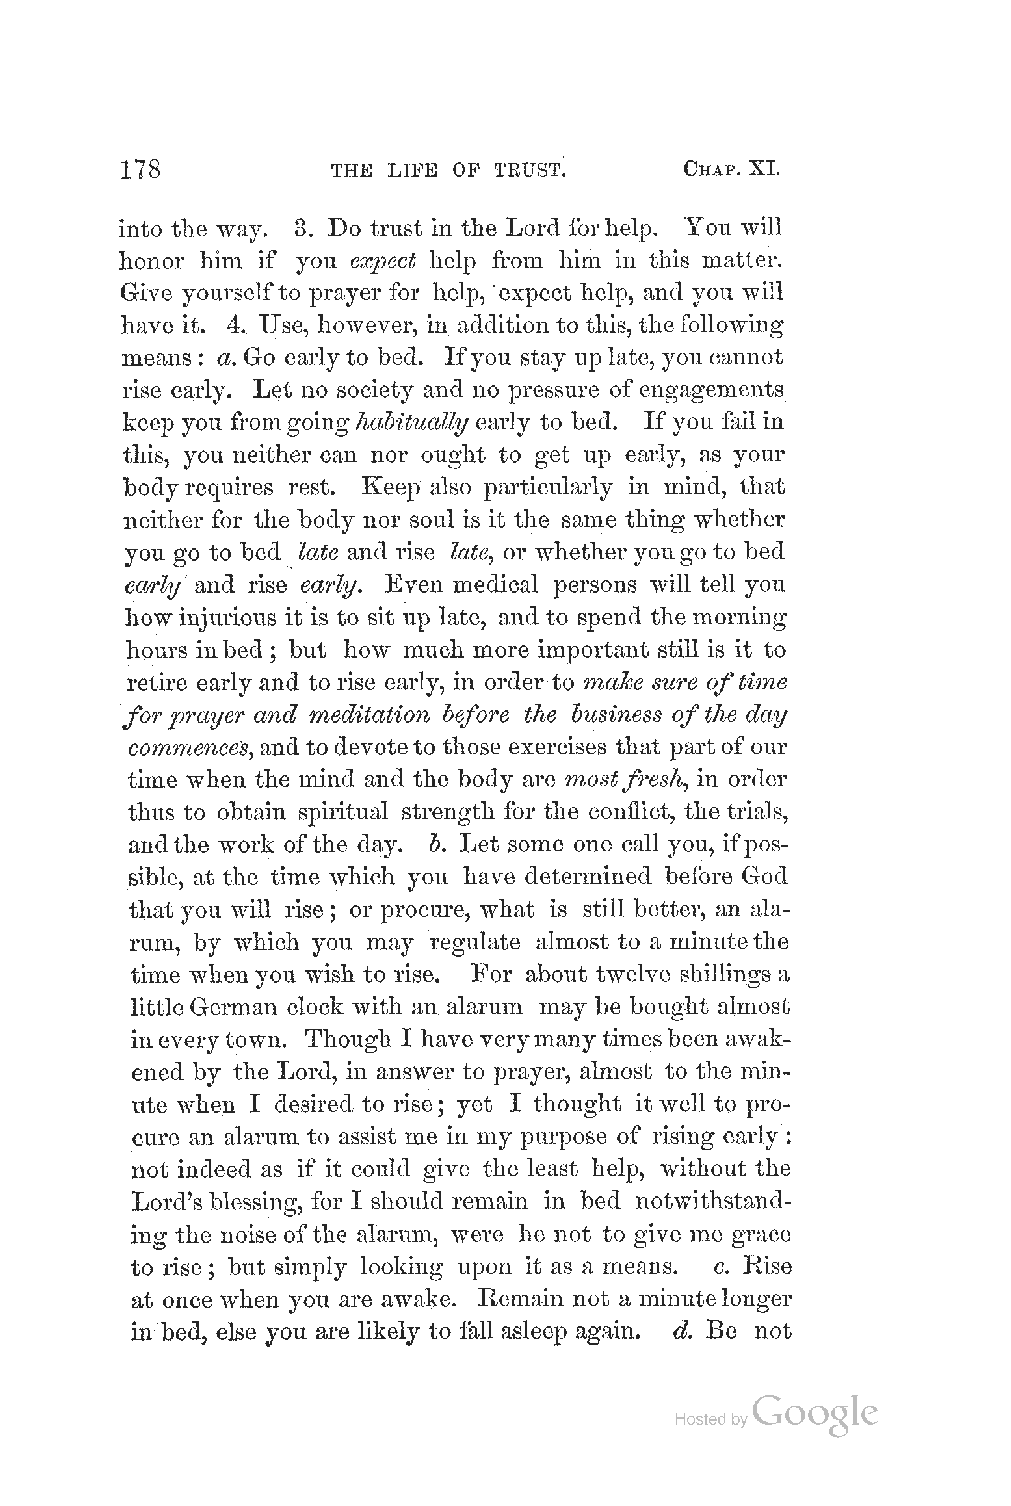 178 THE LIFE OF TRUST. CHAP. XI.
into the way. 3. Do trust in the Lord for help. You will
honor him if you expect help from him in this matter.
Give yourself to prayer for help, expect help, and you will
have it. 4. Use, however, in addition to this, the following
means: a. Go early to bed. If you stay up late, you cannot
rise early. Let no society and no pressure of engagements
keep you from going habitually early to bed. If you fail in
this, you neither can nor ought to get up early, as your
body requires rest. Keep also particularly in mind, that
neither for the body nor soul is it the same thing whether
you go to bed late and rise late, or whether you go to bed
early and rise early. Even medical persons will tell you
how injurious it is to sit up late, and to spend the morning
hours in bed; but how much more important still is it to
retire early and to rise early, in order to make sure of time
for prayer and meditation before the business of the day
commences, and to devote to those exercises that part of our
time when the mind and the body are most fresh, in order
thus to obtain spiritual strength for the conflict, the trials,
and the work of the day. b. Let some one call you, if pos-
sible, at the time which you have determined before God
that you will rise; or procure, what is still better, an ala-
rum, by which you may regulate almost to a minute the
time when you wish to rise. For about twelve shillings a
little German clock with an alarum may be bought almost
in every town. Though I have very many times been awak-
ened by the Lord, in answer to prayer, almost to the min-
ute when I desired to rise; yet I thought it well to pro-
cure an alarum to assist me in my purpose of rising early:
not indeed as if it could give the least help, without the
Lord's blessing, for I should remain in bed notwithstand-
ing the noise of the alarum, were he not to give me grace
to rise; but simply looking upon it as a means. c. Rise
at once when you are awake. Remain not a minute longer
in bed, else you are likely to fall asleep again. d. Be not
Hosted by Google